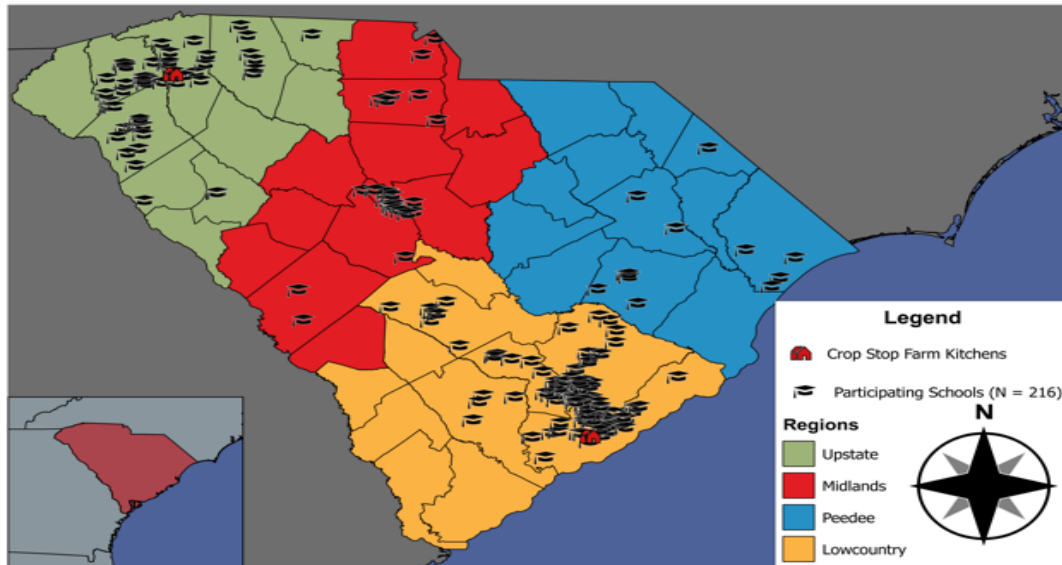 Legend
Crop Stop Farm Kitchens
Participating Schools (N = 216)
Regions
Upstate
Midlands
Peedee
Lowcountry
N